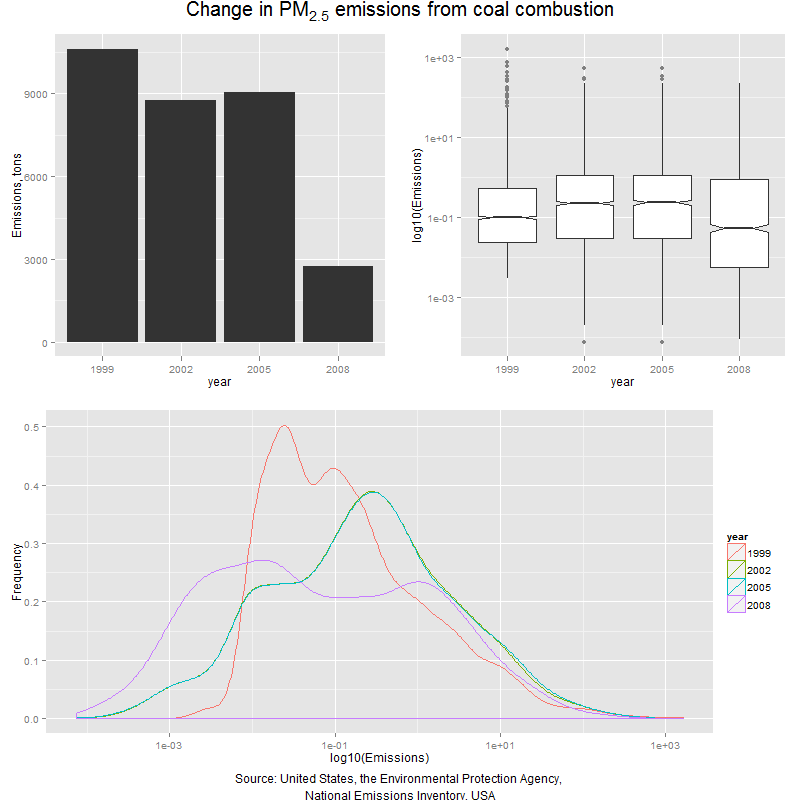 Change in PM2.5 emissions from coal combustion
Emissions, tons
9000
6000
3000
0
1999 2002 2005 2008
year
log10(Emissions)
1e+03
1e+01
1e-01
1e-03
1999 2002 2005 2008
year
Frequency
0.5
0.4
0.3
0.2
0.1
0.0
1e-03 1e-01 1e+01 1e+03
log10(Emissions)
year
1999
2002
2005
2008
Source: United States, the Environmental Protection Agency,
National Emissions Inventory. USA